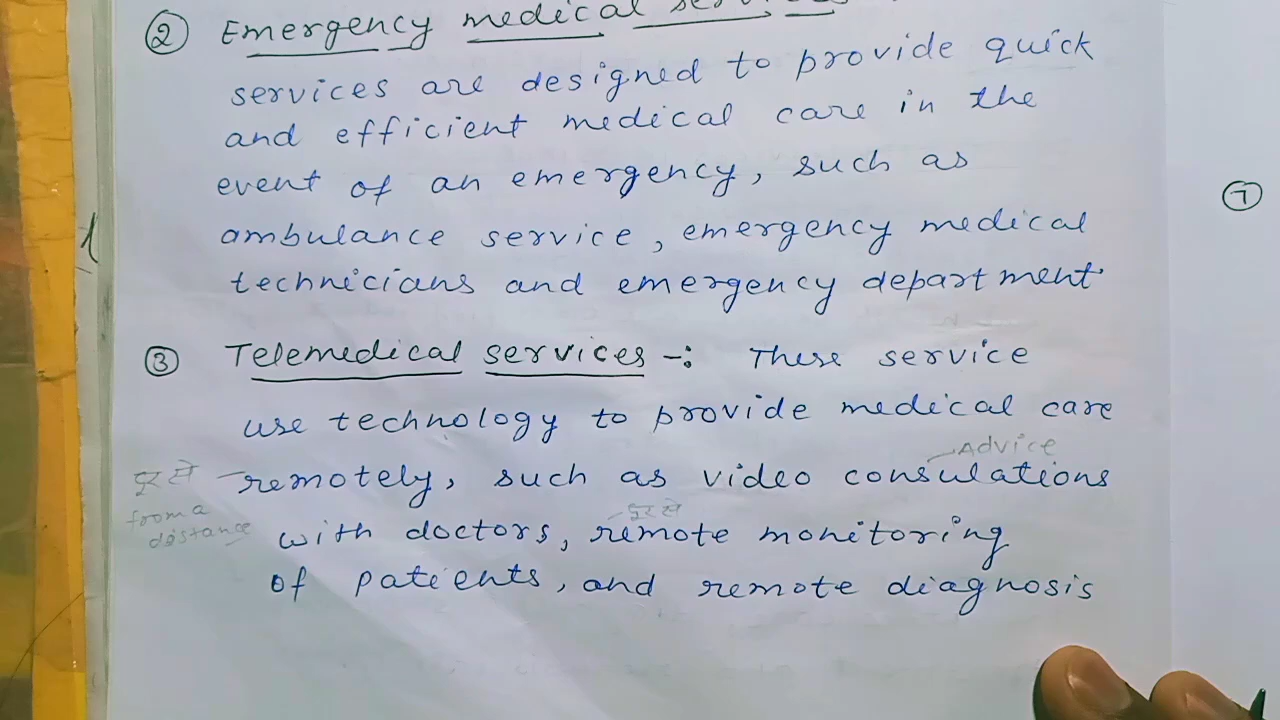 ② Emergency medical services
services are designed to provide quick
and efficient medical care in the
event of an emergency, such as
ambulance service, emergency medical
technicians and emergency department.
③ Telemedical services -: These service
use technology to provide medical care
Advice
दूर से remotely, such as video consulations
from a distance
दूर से
with doctors, remote monitoring
of patients, and remote diagnosis
⑦